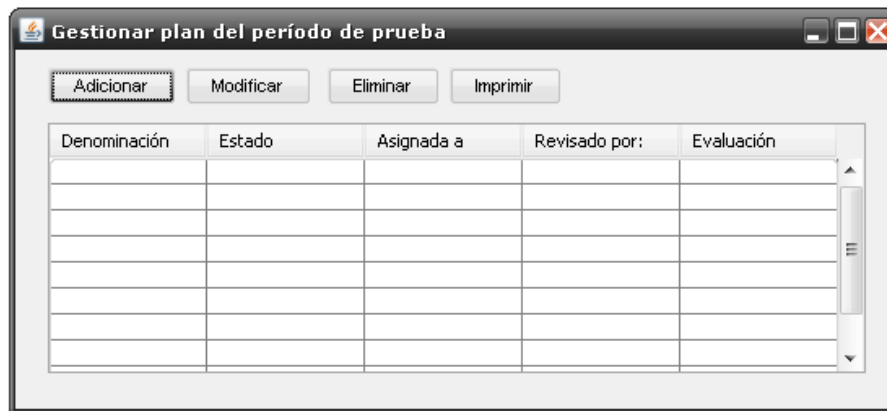 Gestionar plan del período de prueba
Adicionar Modificar Eliminar Imprimir
Denominación Estado Asignada a Revisado por: Evaluación